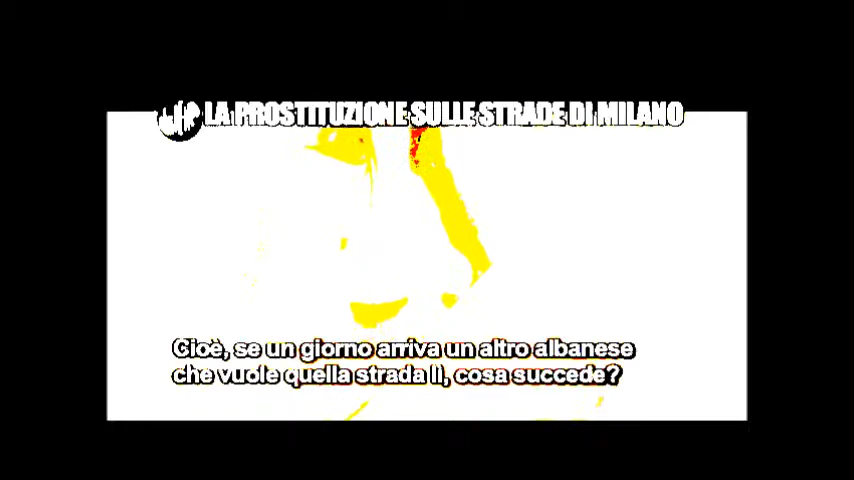 LA PROSTITUZIONE SULLE STRADE DI MILANO
Cioè, se un giorno arriva un altro albanese
che vuole quella strada lì, cosa succede?